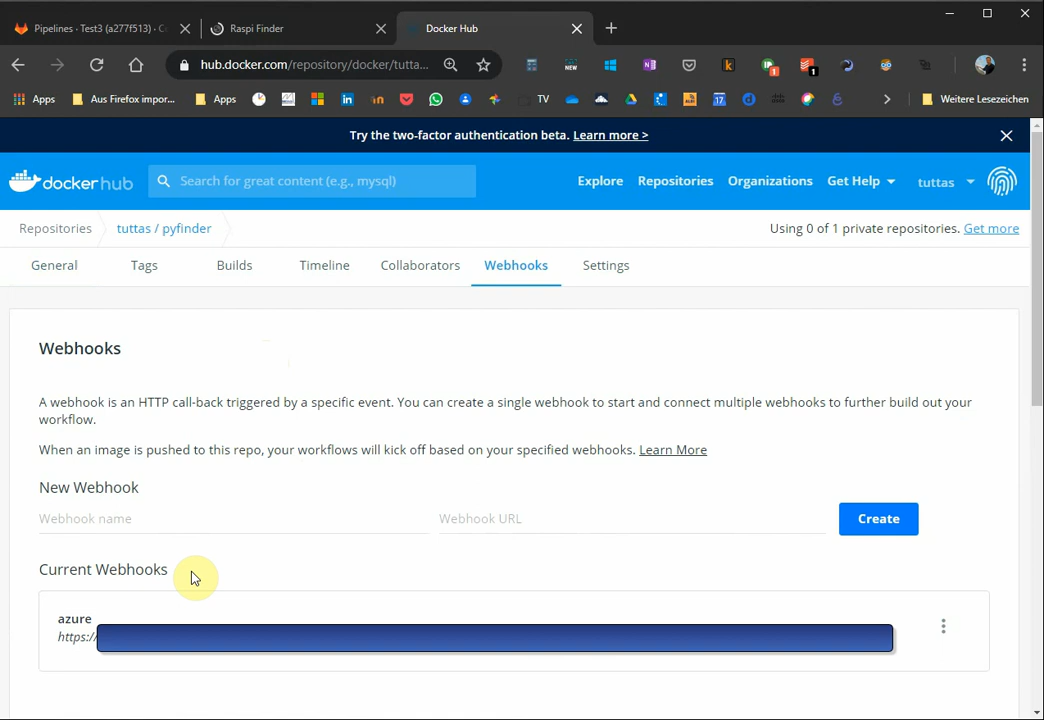 Pipelines - Test3 (a277f513) - C
Raspi Finder
Docker Hub
hub.docker.com/repository/docker/tutta...
Apps
Aus Firefox impor...
Apps
TV
Weitere Lesezeichen
Try the two-factor authentication beta. Learn more >
dockerhub
Search for great content (e.g., mysql)
Explore
Repositories
Organizations
Get Help
tuttas
Repositories
tuttas / pyfinder
Using 0 of 1 private repositories. Get more
General
Tags
Builds
Timeline
Collaborators
Webhooks
Settings
Webhooks
A webhook is an HTTP call-back triggered by a specific event. You can create a single webhook to start and connect multiple webhooks to further build out your
workflow.
When an image is pushed to this repo, your workflows will kick off based on your specified webhooks. Learn More
New Webhook
Webhook name
Webhook URL
Create
Current Webhooks
azure
https:/